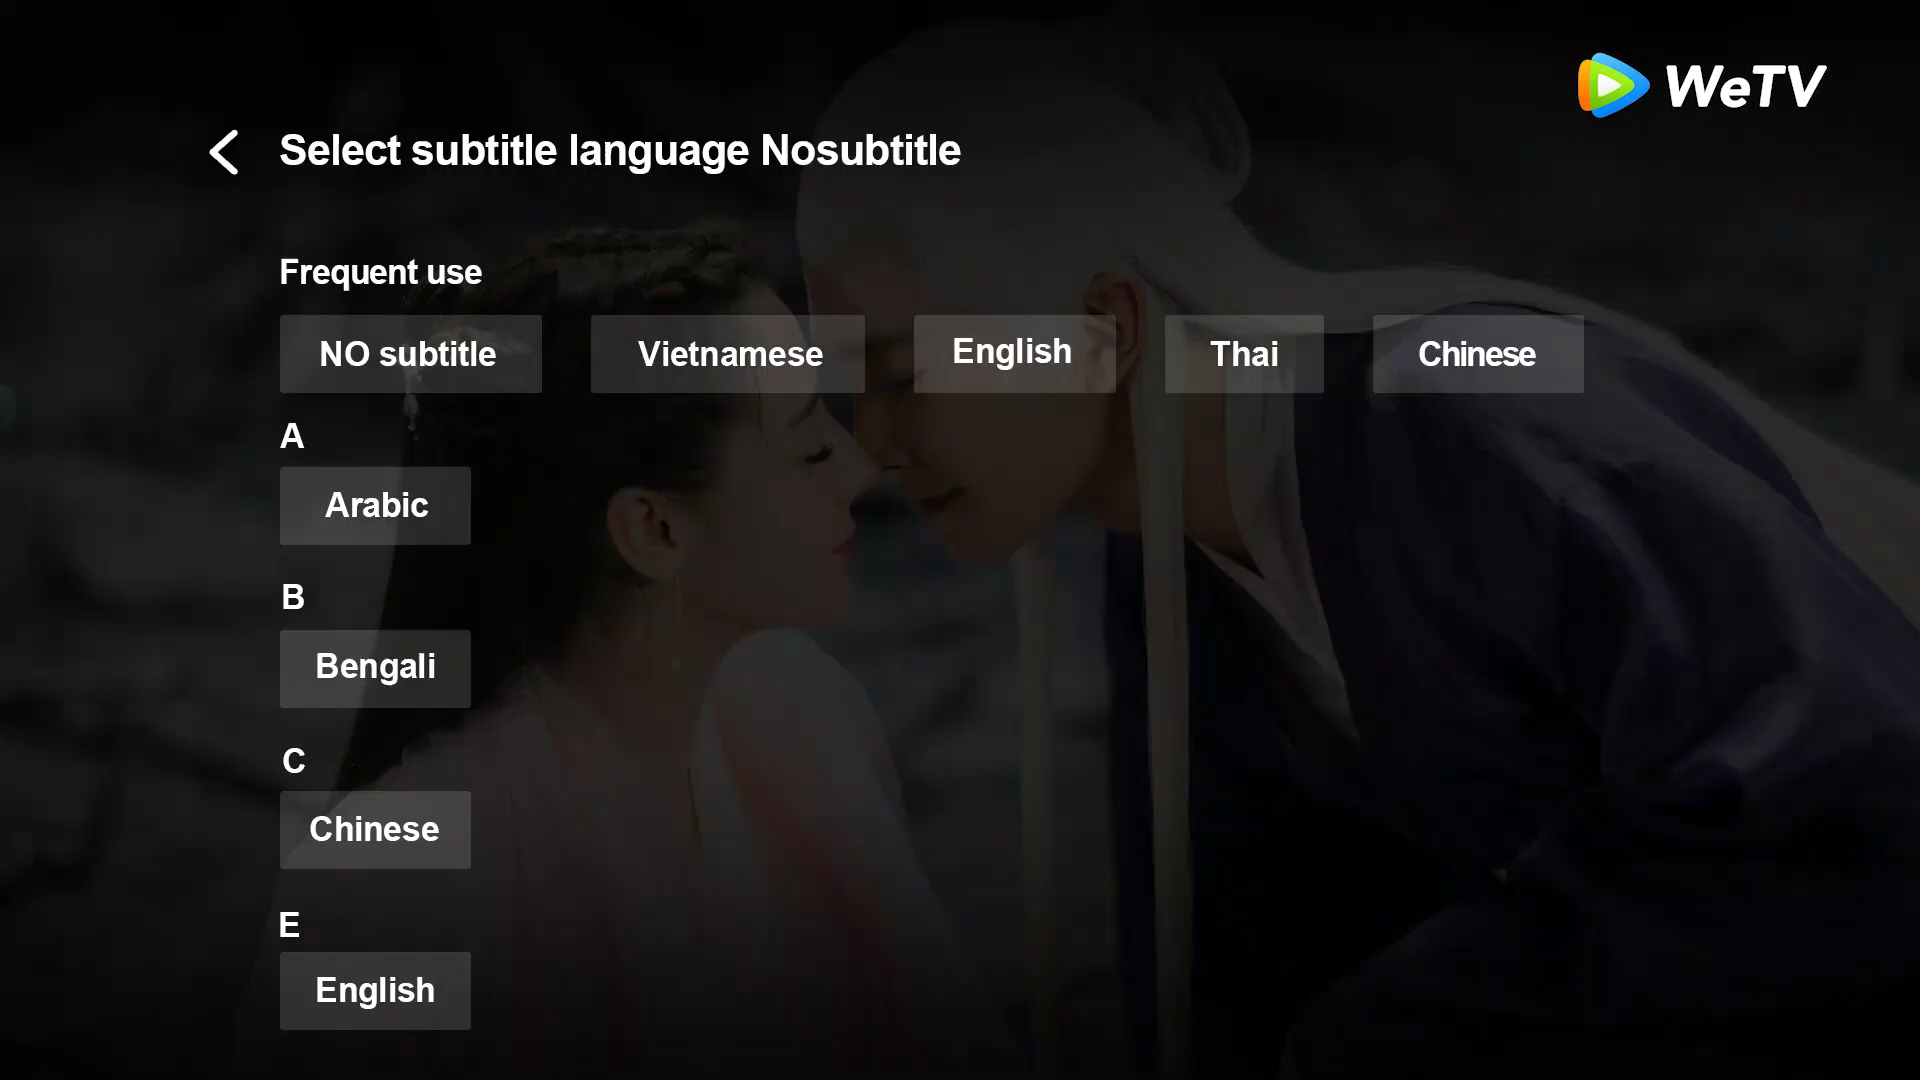 WeTV
Select subtitle language Nosubtitle
Frequent use
NO subtitle Vietnamese English Thai Chinese
A
Arabic
B
Bengali
C
Chinese
E
English